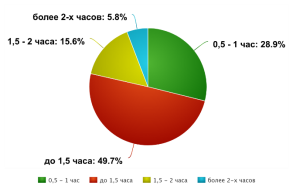 более 2-х часов: 5.8%
1,5 - 2 часа: 15.6%
0,5 - 1 час: 28.9%
до 1,5 часа: 49.7%
0,5 - 1 час до 1,5 часа 1,5 - 2 часа более 2-х часов